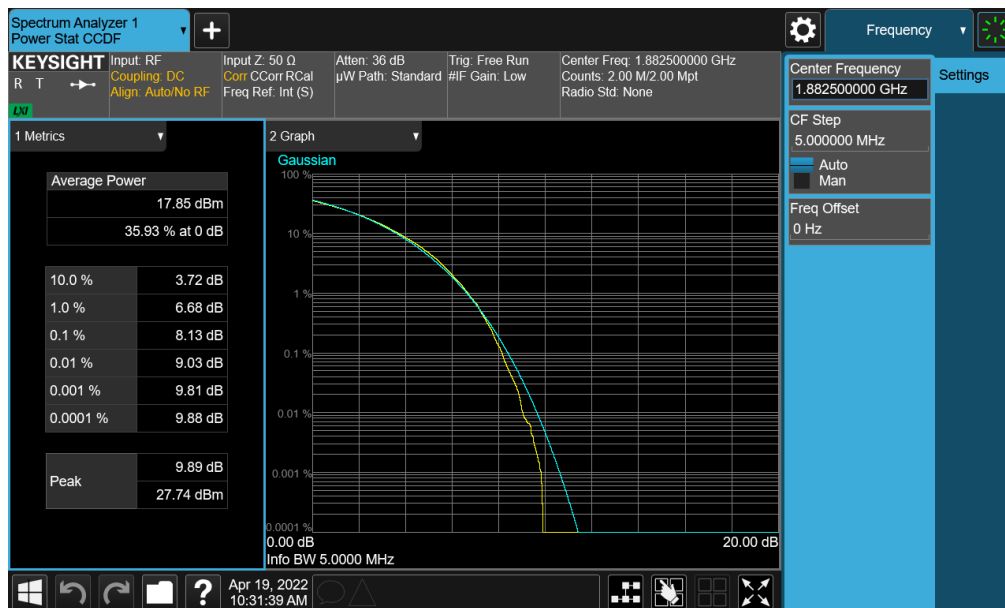 Spectrum Analyzer 1
Power Stat CCDF
Frequency
KEYSIGHT
R T
LXI
Input: RF
Coupling: DC
Align: Auto/No RF
Input Z: 50 Ω
Corr CCorr RCal
Freq Ref: Int (S)
Atten: 36 dB
µW Path: Standard
Trig: Free Run
#IF Gain: Low
Center Freq: 1.882500000 GHz
Counts: 2.00 M/2.00 Mpt
Radio Std: None
Center Frequency
1.882500000 GHz
Settings
CF Step
5.000000 MHz
Auto
Man
Freq Offset
0 Hz
1 Metrics
Average Power
17.85 dBm
35.93 % at 0 dB
10.0 % 3.72 dB
1.0 % 6.68 dB
0.1 % 8.13 dB
0.01 % 9.03 dB
0.001 % 9.81 dB
0.0001 % 9.88 dB
Peak 9.89 dB
27.74 dBm
2 Graph
Gaussian
100 %
10 %
1 %
0.1 %
0.01 %
0.001 %
0.0001 %
0.00 dB 20.00 dB
Info BW 5.0000 MHz
?
Apr 19, 2022
10:31:39 AM